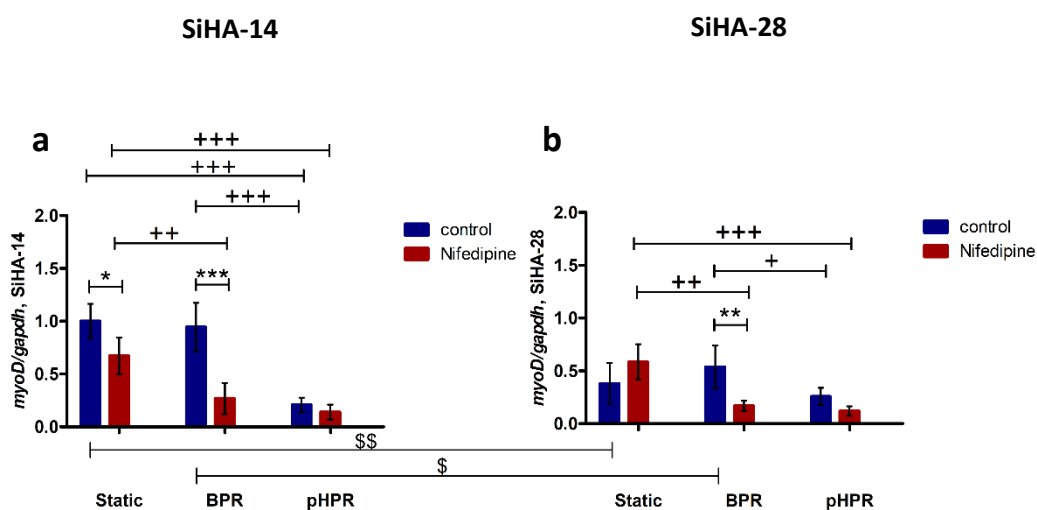 SiHA-14
SiHA-28
a
+++
+++
+++
++
*
***
2.0
1.5
1.0
0.5
0.0
myoD/gapdh, SiHA-14
control
Nifedipine
b
+++
+
++
**
2.0
1.5
1.0
0.5
0.0
myoD/gapdh, SiHA-28
control
Nifedipine
$$
$
Static BPR pHPR
Static BPR pHPR